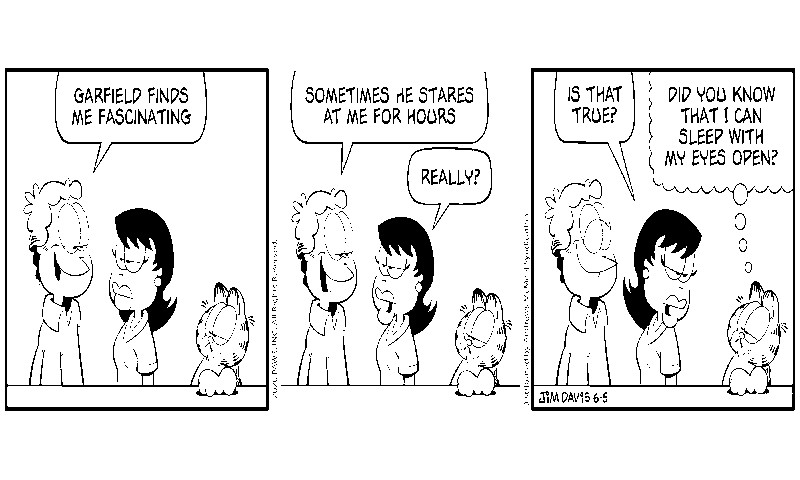 GARFIELD FINDS
ME FASCINATING
SOMETIMES HE STARES
AT ME FOR HOURS
REALLY?
IS THAT
TRUE?
DID YOU KNOW
THAT I CAN
SLEEP WITH
MY EYES OPEN?
JIM DAVIS 6-5